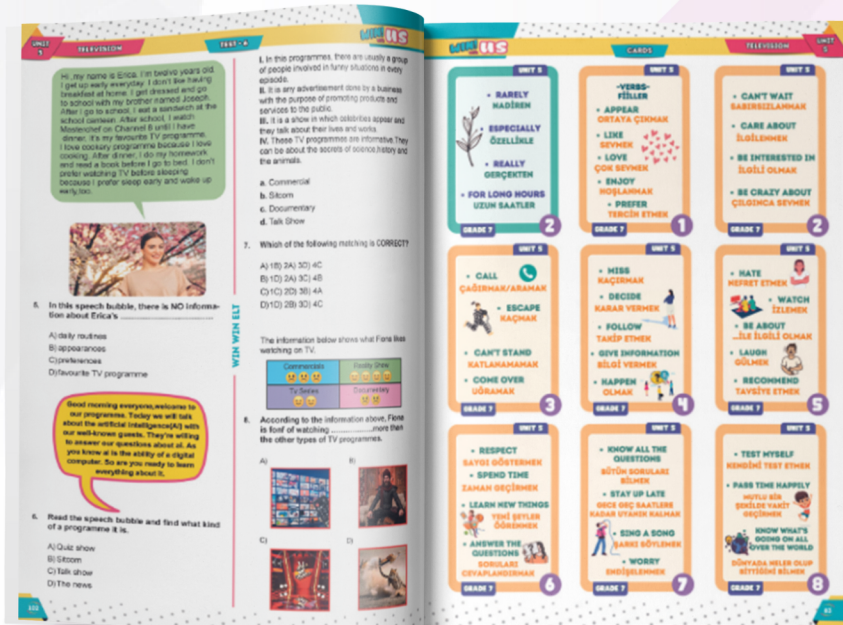 UNIT
5
TELEVISION
TEST - 6
WIN WIN US
Hi, my name is Erica. I'm twelve years old.
I get up early everyday. I don't like having
breakfast at home. I get dressed and go
to school with my brother named Joseph.
After I go to school, I eat a sandwich at the
school canteen. After school, I watch
Masterchef on Channel 8 until I have
dinner. It's my favourite TV programme.
I love cookery programme because I love
cooking. After dinner, I do my homework
and read a book before I go to bed. I don't
prefer watching TV before sleeping
because I prefer sleep early and wake up
early,too.
5. In this speech bubble, there is NO informa-
tion about Erica's
A) daily routines
B) appearances
C) preferences
D)favourite TV programme
Good morning everyone,welcome to
our programme. Today we will talk
about the artificial intelligence(AI) with
our well-known guests. They're willing
to answer our questions about ai. As
you know ai is the ability of a digital
computer. So are you ready to learn
everything about it.
6. Read the speech bubble and find what kind
of a programme it is.
A) Quiz show
B) Sitcom
C) Talk show
D) The news
WIN WIN ELT
I. In this programmes, there are usually a group
of people involved in funny situations in every
episode.
II. It is any advertisement done by a business
with the purpose of promoting products and
services to the public.
III. It is a show in which celebrities appear and
they talk about their lives and works.
IV. These TV programmes are informative.They
can be about the secrets of science,history and
the animals.
a. Commercial
b. Sitcom
c. Documentary
d. Talk Show
7. Which of the following matching is CORRECT?
A) 1B) 2A) 3D) 4C
B) 1D) 2A) 3C) 4B
C)1C) 2D) 3B) 4A
D)1D) 2B) 3D) 4C
The information below shows what Fiona likes
watching on TV.
Commercials
Reality Show
Tv Series
Documentary
8. According to the information above, Fiona
is fonf of watching more than
the other types of TV programmes.
A)
B)
C)
D)
US
CARDS
TELEVISION
UNIT
5
UNIT 5
• RARELY
NADİREN
• ESPECIALLY
ÖZELLİKLE
• REALLY
GERÇEKTEN
• FOR LONG HOURS
UZUN SAATLER
GRADE 7
2
UNIT 5
-VERBS-
FİİLLER
• APPEAR
ORTAYA ÇIKMAK
• LIKE
SEVMEK
• LOVE
ÇOK SEVMEK
• ENJOY
HOŞLANMAK
• PREFER
TERCİH ETMEK
GRADE 7
1
UNIT 5
• CAN'T WAIT
SABIRSIZLANMAK
• CARE ABOUT
İLGİLENMEK
• BE INTERESTED IN
İLGİLİ OLMAK
• BE CRAZY ABOUT
ÇILGINCA SEVMEK
GRADE 7
2
UNIT 5
• CALL
ÇAĞIRMAK/ARAMAK
• ESCAPE
KAÇMAK
• CAN'T STAND
KATLANAMAMAK
• COME OVER
UĞRAMAK
GRADE 7
3
UNIT 5
• MISS
KAÇIRMAK
• DECIDE
KARAR VERMEK
• FOLLOW
TAKİP ETMEK
• GIVE INFORMATION
BİLGİ VERMEK
• HAPPEN
OLMAK
GRADE 7
4
UNIT 5
• HATE
NEFRET ETMEK
• WATCH
İZLEMEK
• BE ABOUT
...İLE İLGİLİ OLMAK
• LAUGH
GÜLMEK
• RECOMMEND
TAVSİYE ETMEK
GRADE 7
5
UNIT 5
• RESPECT
SAYGI GÖSTERMEK
• SPEND TIME
ZAMAN GEÇİRMEK
• LEARN NEW THINGS
YENİ ŞEYLER
ÖĞRENMEK
• ANSWER THE
QUESTIONS
SORULARI
CEVAPLANDIRMAK
GRADE 7
6
UNIT 5
• KNOW ALL THE
QUESTIONS
BÜTÜN SORULARI
BİLMEK
• STAY UP LATE
GECE GEÇ SAATLERE
KADAR UYANIK KALMAK
• SING A SONG
ŞARKI SÖYLEMEK
• WORRY
ENDİŞELENMEK
GRADE 7
7
UNIT 5
• TEST MYSELF
KENDİNİ TEST ETMEK
• PASS TIME HAPPILY
MUTLU BİR
ŞEKİLDE VAKİT
GEÇİRMEK
KNOW WHAT'S
GOING ON ALL
OVER THE WORLD
DÜNYADA NELER OLUP
BİTTİĞİNİ BİLMEK
GRADE 7
8